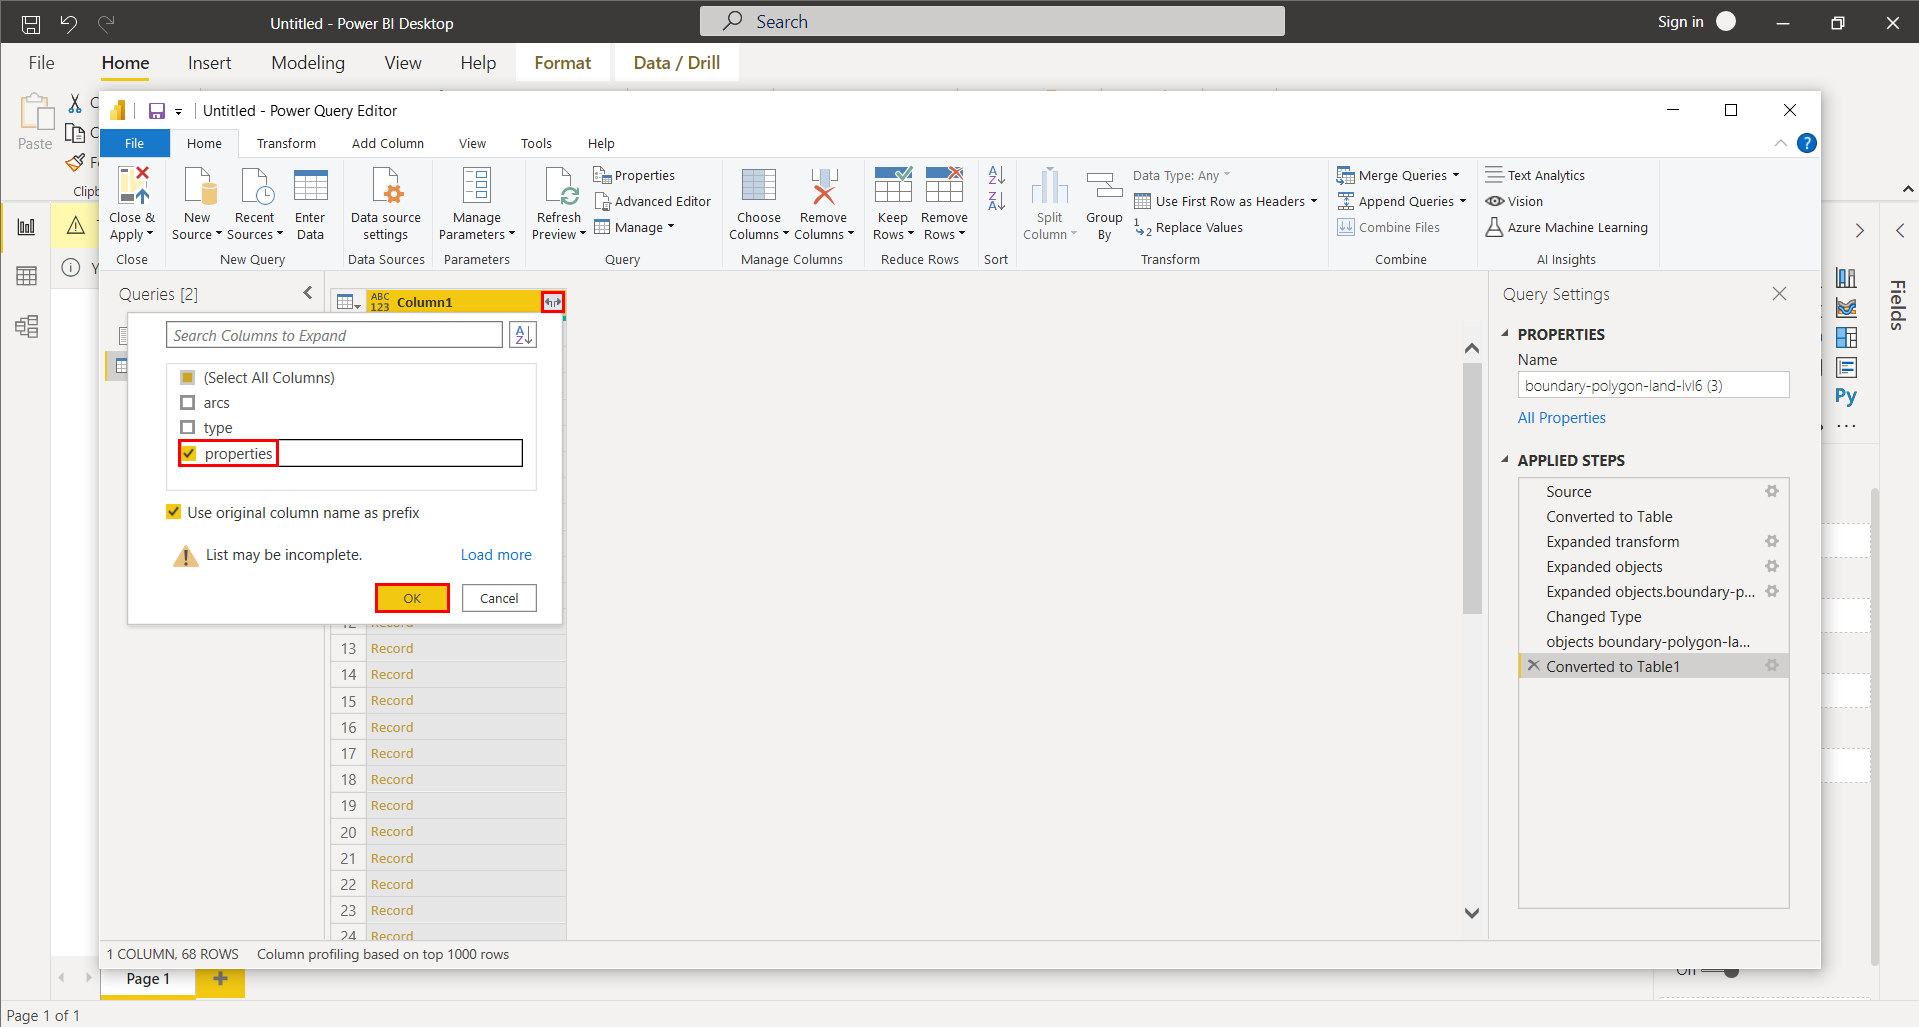 Untitled - Power BI Desktop
Search
Sign in
File
Home
Insert
Modeling
View
Help
Format
Data / Drill
Paste
Clipb
Untitled - Power Query Editor
File
Home
Transform
Add Column
View
Tools
Help
?
Close & Apply
New Source
Recent Sources
Enter Data
Data source settings
Manage Parameters
Refresh Preview
Properties
Advanced Editor
Manage
Choose Columns
Remove Columns
Keep Rows
Remove Rows
Split Column
Group By
Data Type: Any
Use First Row as Headers
Replace Values
Merge Queries
Append Queries
Combine Files
Text Analytics
Vision
Azure Machine Learning
Close
New Query
Data Sources
Parameters
Query
Manage Columns
Reduce Rows
Sort
Transform
Combine
AI Insights
Queries [2]
ABC 123
Column1
Search Columns to Expand
(Select All Columns)
arcs
type
properties
Use original column name as prefix
List may be incomplete.
Load more
OK
Cancel
13 Record
14 Record
15 Record
16 Record
17 Record
18 Record
19 Record
20 Record
21 Record
22 Record
23 Record
24 Record
Query Settings
PROPERTIES
Name
boundary-polygon-land-lvl6 (3)
All Properties
APPLIED STEPS
Source
Converted to Table
Expanded transform
Expanded objects
Expanded objects.boundary-p...
Changed Type
objects boundary-polygon-la...
Converted to Table1
Fields
Py
...
1 COLUMN, 68 ROWS
Column profiling based on top 1000 rows
Page 1
Page 1 of 1